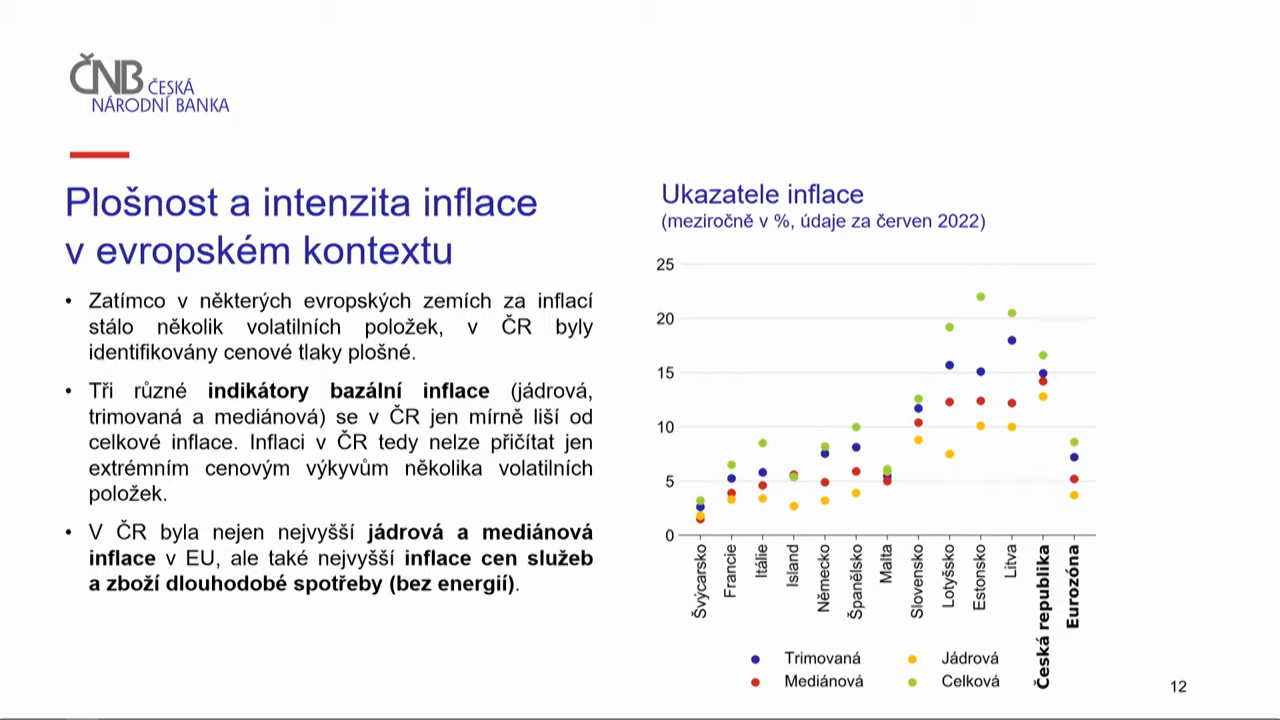 ČNB ČESKÁ
NÁRODNÍ BANKA
Plošnost a intenzita inflace
v evropském kontextu
• Zatímco v některých evropských zemích za inflací
stálo několik volatilních položek, v ČR byly
identifikovány cenové tlaky plošné.
• Tři různé indikátory bazální inflace (jádrová,
trimovaná a mediánová) se v ČR jen mírně liší od
celkové inflace. Inflaci v ČR tedy nelze přičítat jen
extrémním cenovým výkyvům několika volatilních
položek.
• V ČR byla nejen nejvyšší jádrová a mediánová
inflace v EU, ale také nejvyšší inflace cen služeb
a zboží dlouhodobé spotřeby (bez energií).
Ukazatele inflace
(meziročně v %, údaje za červen 2022)
25
20
15
10
5
0
Švýcarsko
Francie
Itálie
Island
Německo
Španělsko
Malta
Slovensko
Lotyšsko
Estonsko
Litva
Česká republika
Eurozóna
Trimovaná
Jádrová
Mediánová
Celková
12